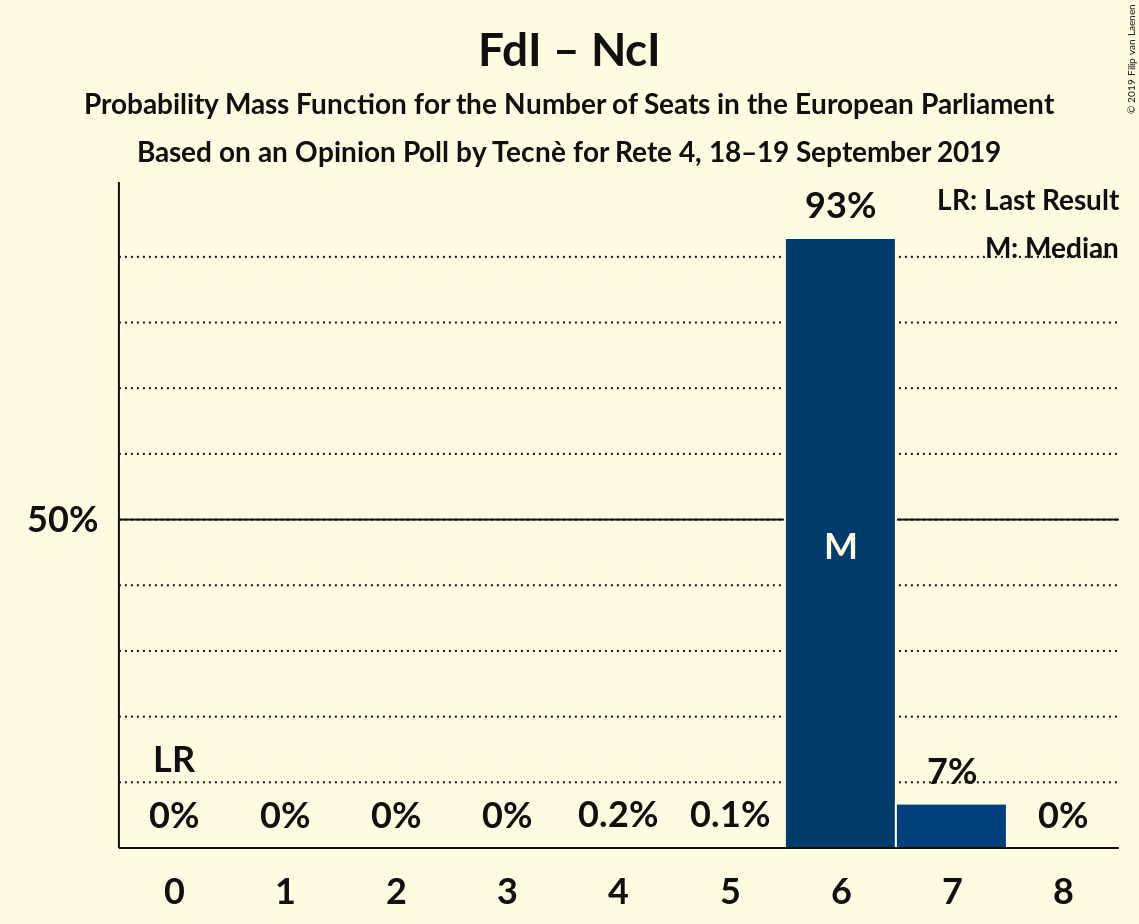 FdI – NcI
Probability Mass Function for the Number of Seats in the European Parliament
Based on an Opinion Poll by Tecnè for Rete 4, 18–19 September 2019
© 2019 Filip van Laenen
LR: Last Result
M: Median
93%
50%
M
LR
7%
0% 0% 0% 0% 0.2% 0.1% 0%
0 1 2 3 4 5 6 7 8